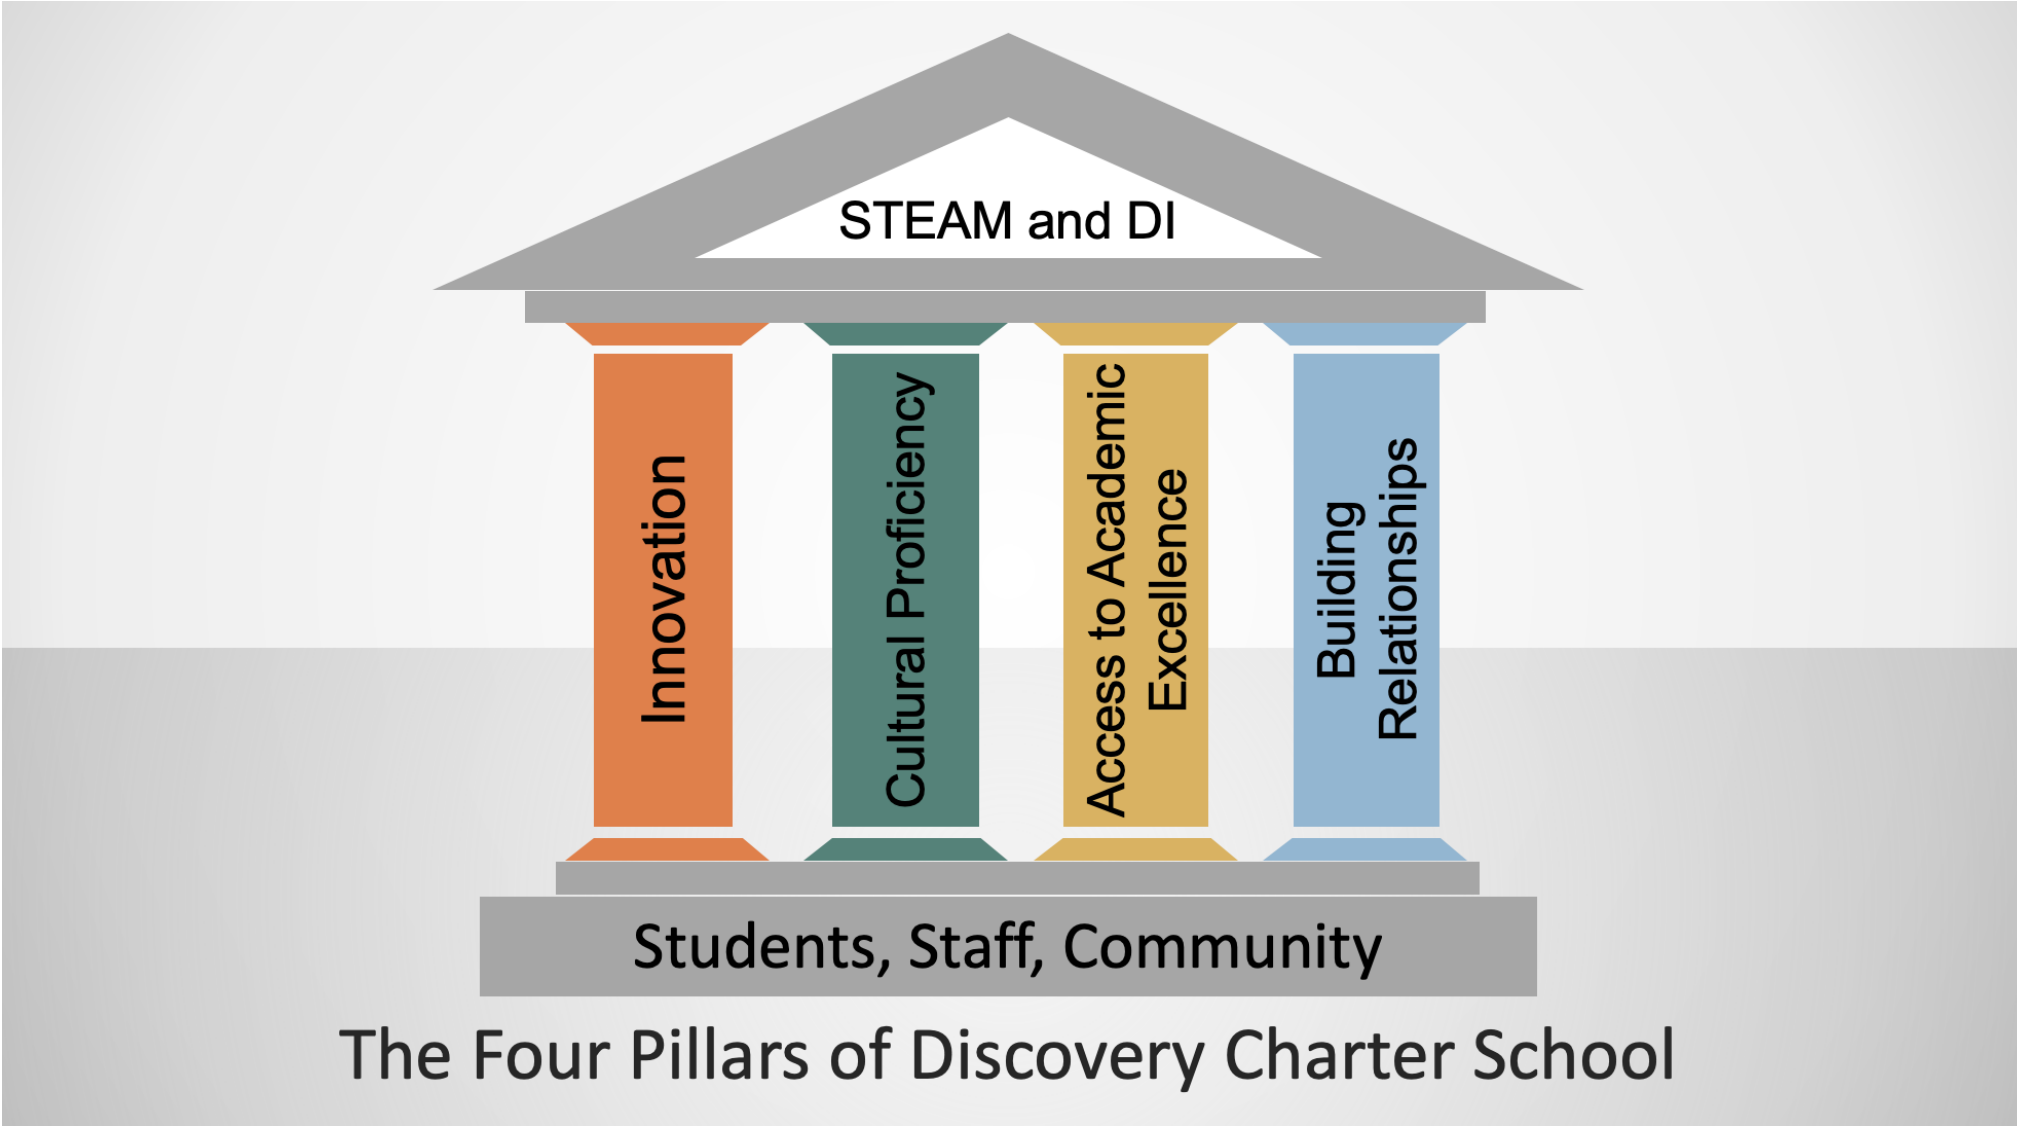 STEAM and DI
Innovation
Cultural Proficiency
Access to Academic
Excellence
Building
Relationships
Students, Staff, Community
The Four Pillars of Discovery Charter School